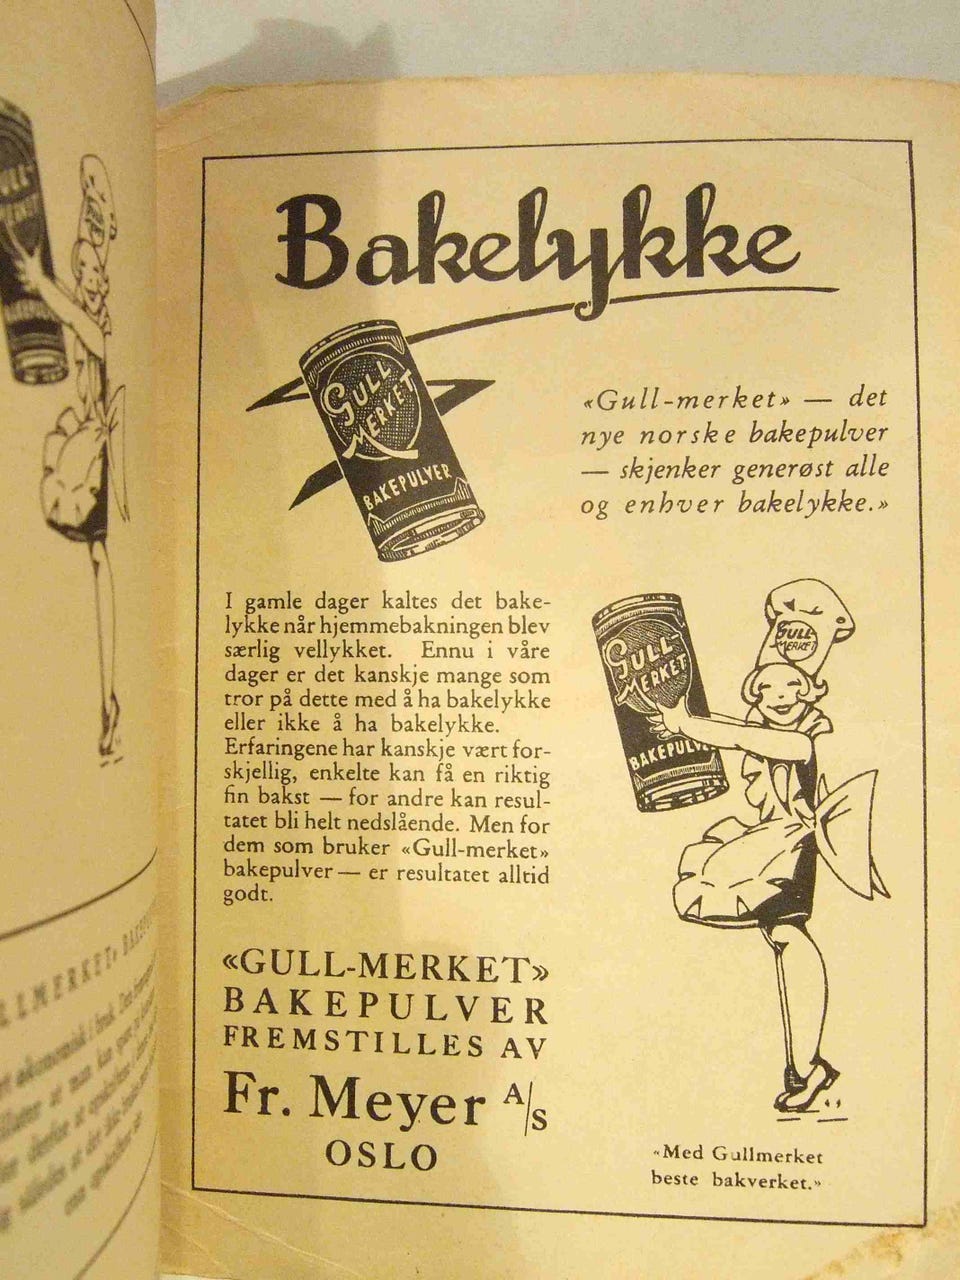 Bakelykke
GULL
MERKET
BAKEPULVER
«Gull-merket» — det
nye norske bakepulver
— skjenker generøst alle
og enhver bakelykke.»
I gamle dager kaltes det bake-
lykke når hjemmebakningen blev
særlig vellykket. Ennu i våre
dager er det kanskje mange som
tror på dette med å ha bakelykke
eller ikke å ha bakelykke.
Erfaringene har kanskje vært for-
skjellig, enkelte kan få en riktig
fin bakst — for andre kan resul-
tatet bli helt nedslående. Men for
dem som bruker «Gull-merket»
bakepulver — er resultatet alltid
godt.
GULL-
MERKET
BAKEPULV
GULL
MERKET
«GULL-MERKET»
BAKEPULVER
FREMSTILLES AV
Fr. Meyer A/s
OSLO
«Med Gullmerket
beste bakverket.»